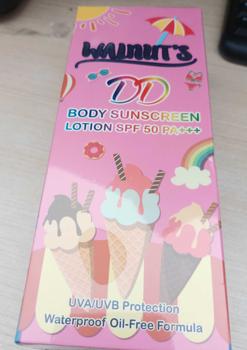 WALNUT'S
DD
BODY SUNSCREEN
LOTION SPF 50 PA+++
UVA/UVB Protection
Waterproof Oil-Free Formula